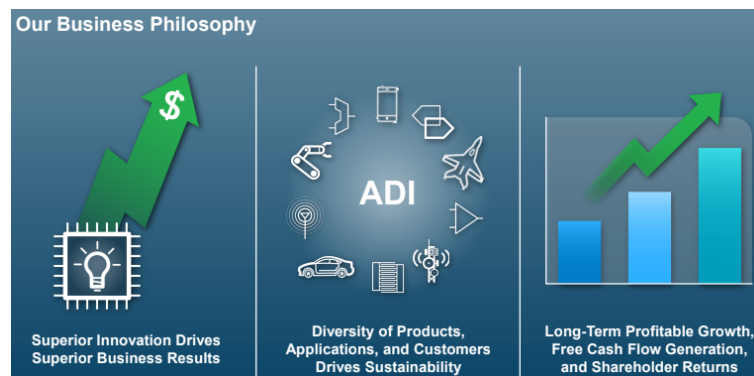 Our Business Philosophy
$
Superior Innovation Drives
Superior Business Results
ADI
Diversity of Products,
Applications, and Customers
Drives Sustainability
Long-Term Profitable Growth,
Free Cash Flow Generation,
and Shareholder Returns